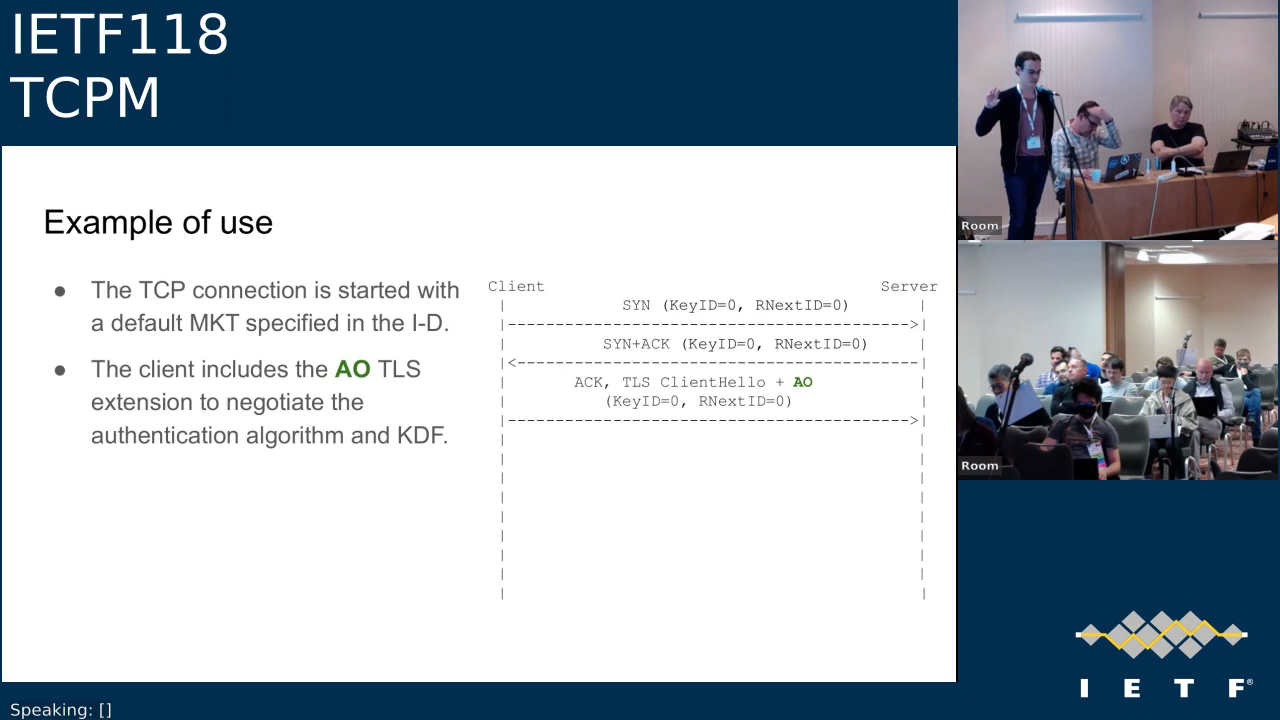 IETF118
TCPM
Example of use
● The TCP connection is started with
a default MKT specified in the I-D.
● The client includes the AO TLS
extension to negotiate the
authentication algorithm and KDF.
Client Server
| SYN (KeyID=0, RNextID=0) |
|------------------------------------------>|
| SYN+ACK (KeyID=0, RNextID=0) |
|<------------------------------------------|
| ACK, TLS ClientHello + AO |
| (KeyID=0, RNextID=0) |
|------------------------------------------>|
| |
| |
| |
| |
| |
| |
| |
| |
| |
Room
Room
I E T F®
Speaking: []